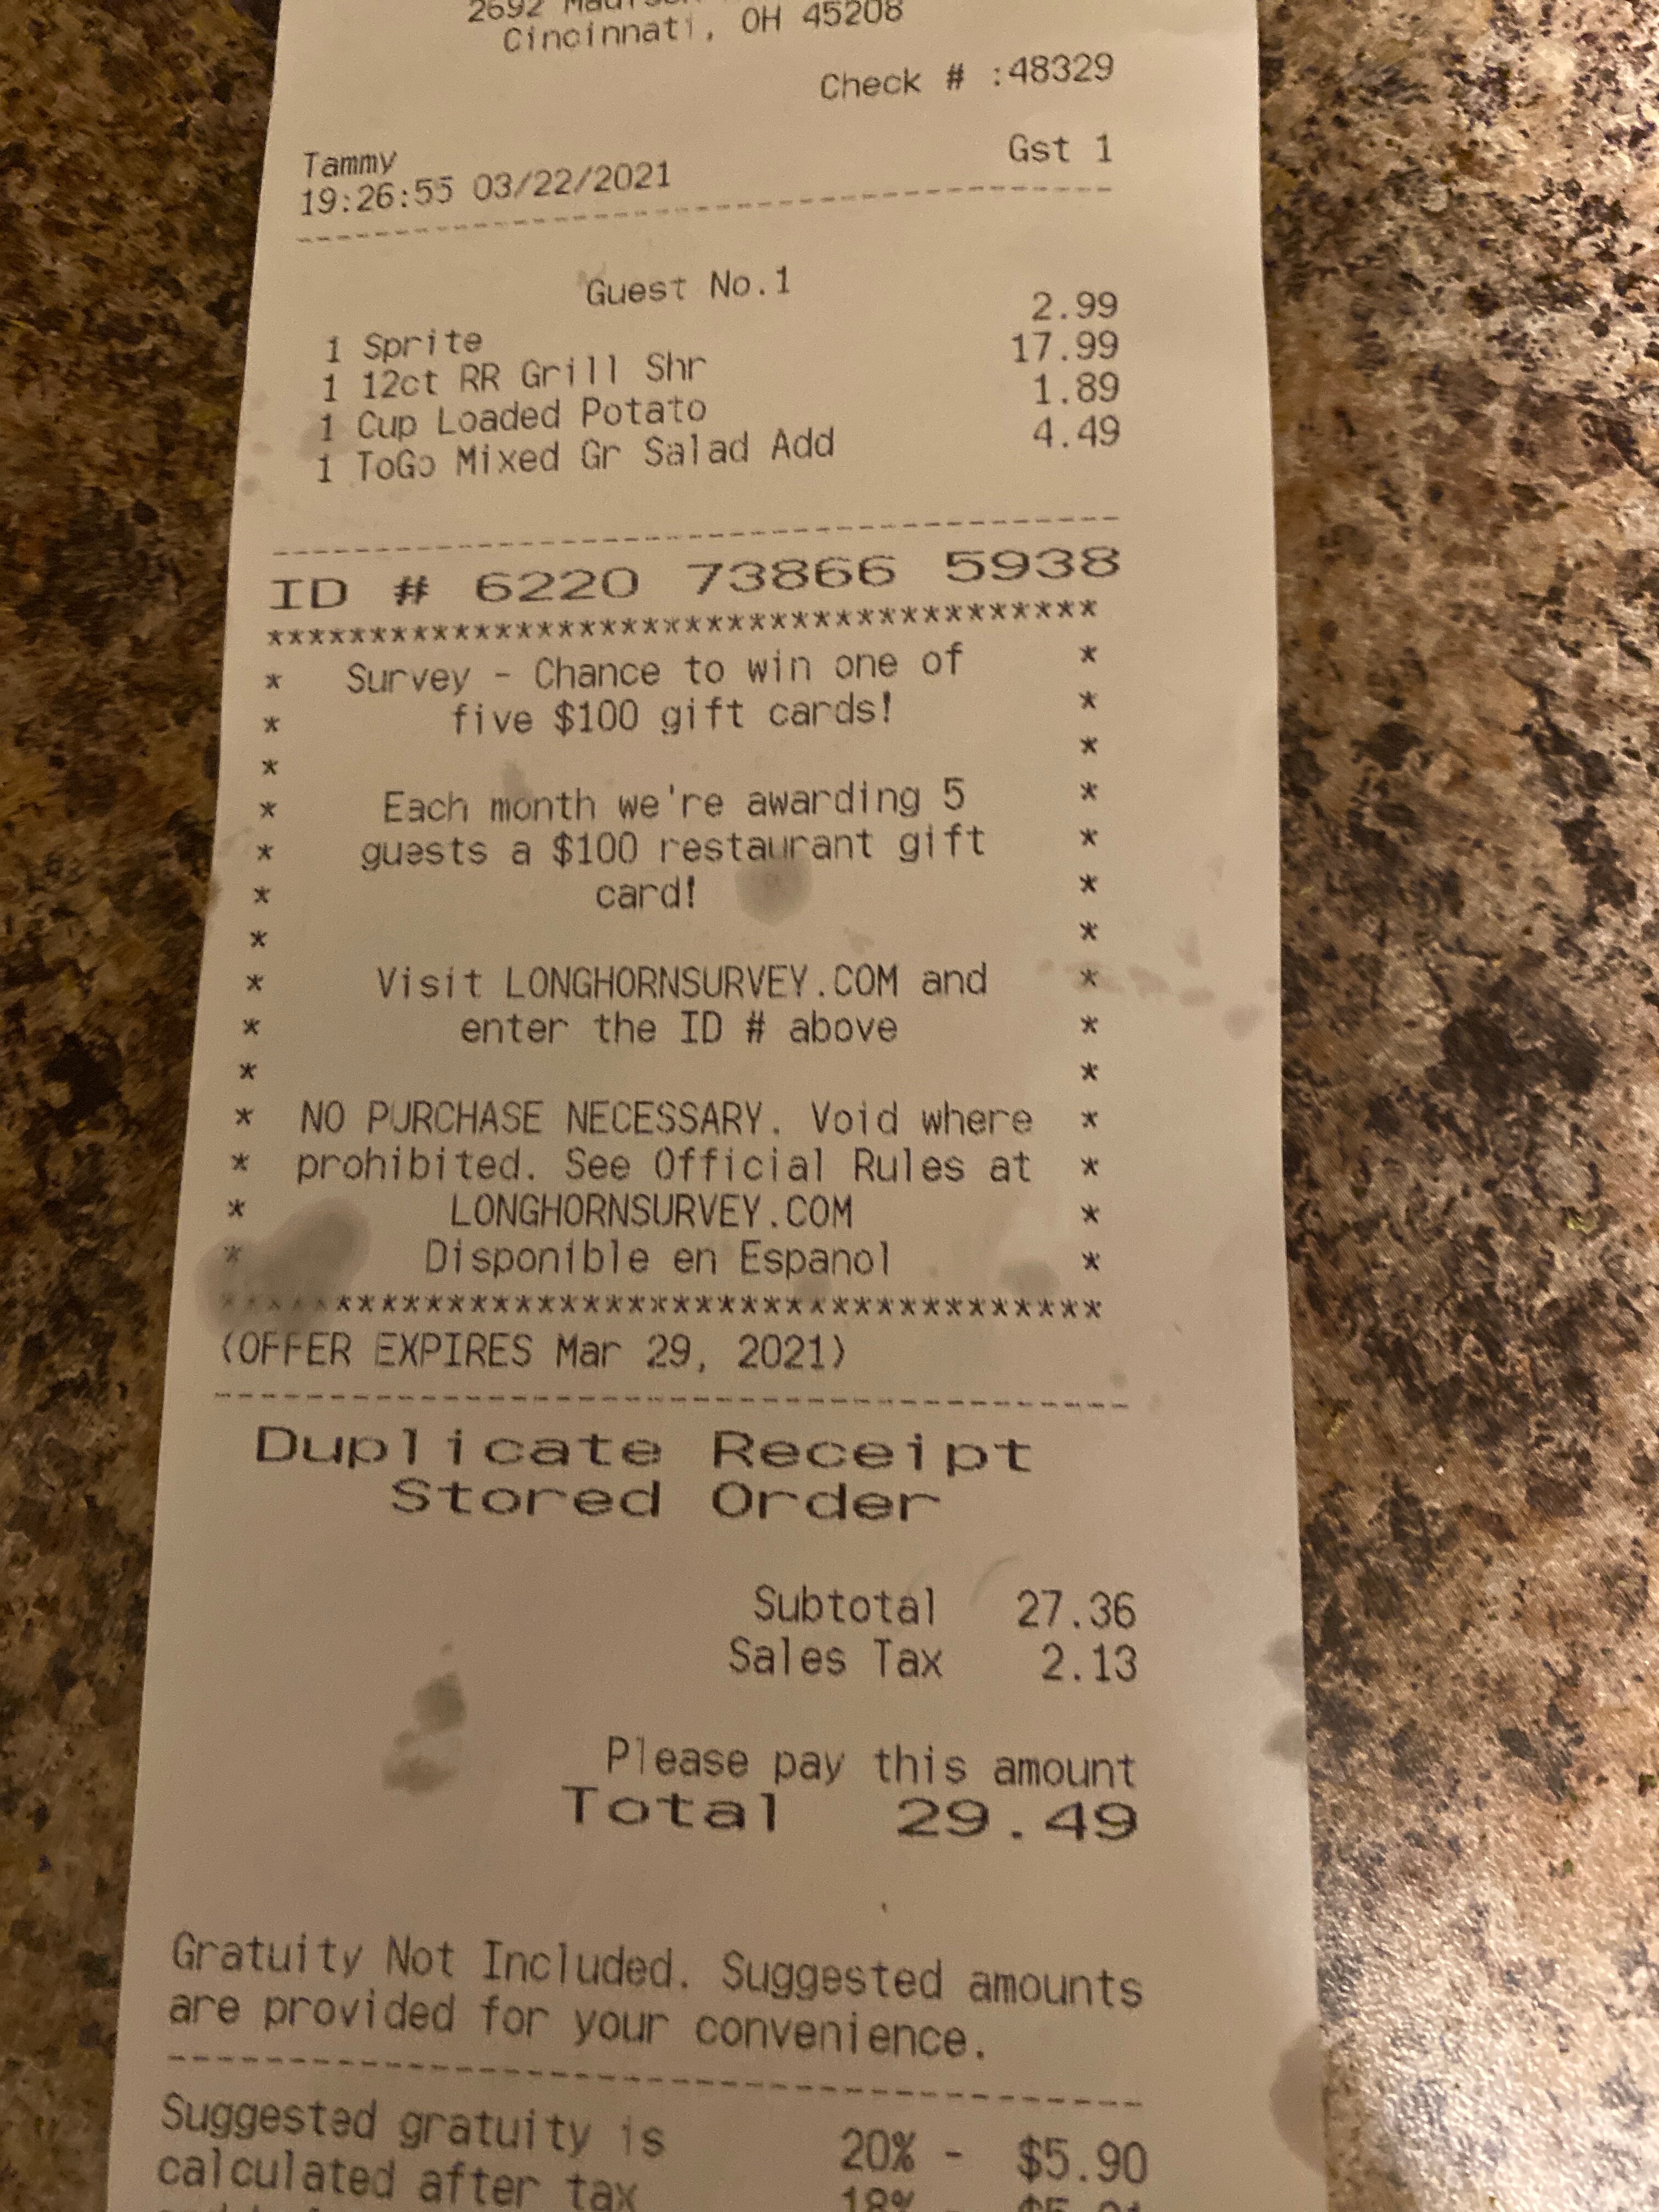 2692
Cincinnati, OH 45208
Check # :48329
Tammy Gst 1
19:26:55 03/22/2021
Guest No.1
1 Sprite 2.99
1 12ct RR Grill Shr 17.99
1 Cup Loaded Potato 1.89
1 ToGo Mixed Gr Salad Add 4.49
ID # 6220 73866 5938
****************************************
* Survey - Chance to win one of *
* five $100 gift cards! *
* *
* Each month we're awarding 5 *
* guests a $100 restaurant gift *
* card! *
* *
* Visit LONGHORNSURVEY.COM and *
* enter the ID # above *
* *
* NO PURCHASE NECESSARY. Void where *
* prohibited. See Official Rules at *
* LONGHORNSURVEY.COM *
* Disponible en Espanol *
****************************************
(OFFER EXPIRES Mar 29, 2021)
Duplicate Receipt
Stored Order
Subtotal 27.36
Sales Tax 2.13
Please pay this amount
Total 29.49
Gratuity Not Included. Suggested amounts
are provided for your convenience.
Suggested gratuity is 20% - $5.90
calculated after tax 18%